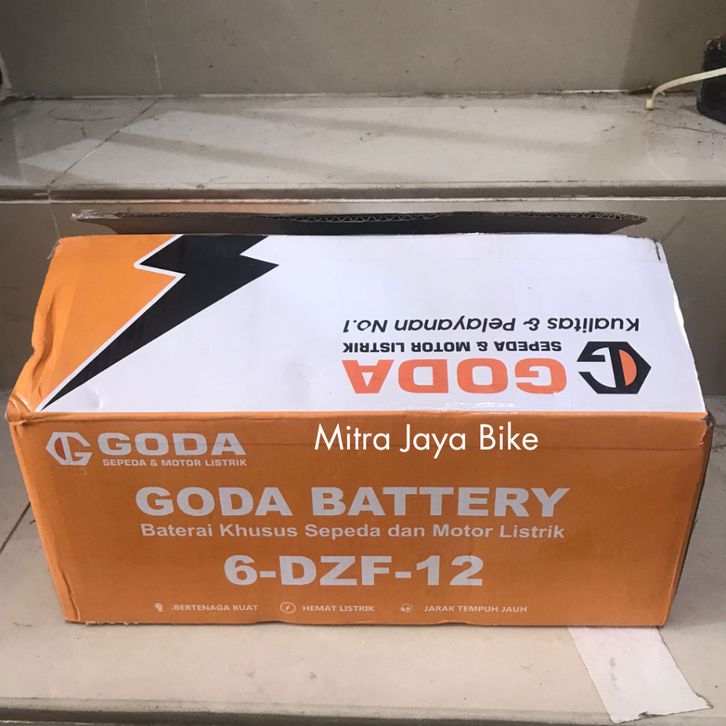 Kualitas & Pelayanan No.1
SEPEDA & MOTOR LISTRIK
GODA
Mitra Jaya Bike
GODA
SEPEDA & MOTOR LISTRIK
GODA BATTERY
Baterai Khusus Sepeda dan Motor Listrik
6-DZF-12
.BERTENAGA KUAT
HEMAT LISTRIK
JARAK TEMPUH JAUH